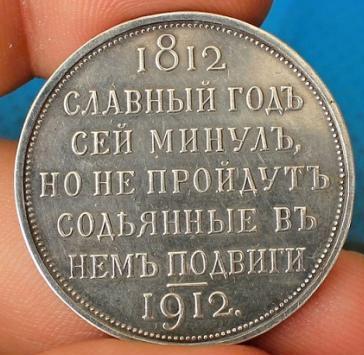 1812
СЛАВНЫЙ ГОДЪ
СЕЙ МИНУЛЪ,
НО НЕ ПРОЙДУТЪ
СОДѢЯННЫЕ ВЪ
НЕМЪ ПОДВИГИ
1912.